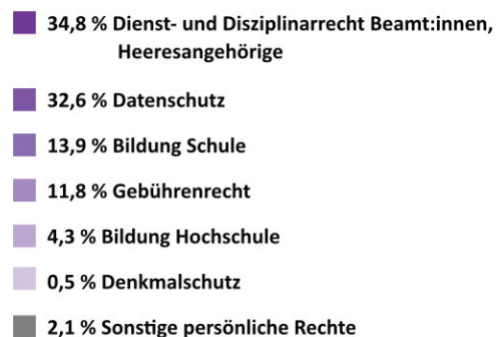 34,8 % Dienst- und Disziplinarrecht Beamt:innen,
Heeresangehörige
32,6 % Datenschutz
13,9 % Bildung Schule
11,8 % Gebührenrecht
4,3 % Bildung Hochschule
0,5 % Denkmalschutz
2,1 % Sonstige persönliche Rechte